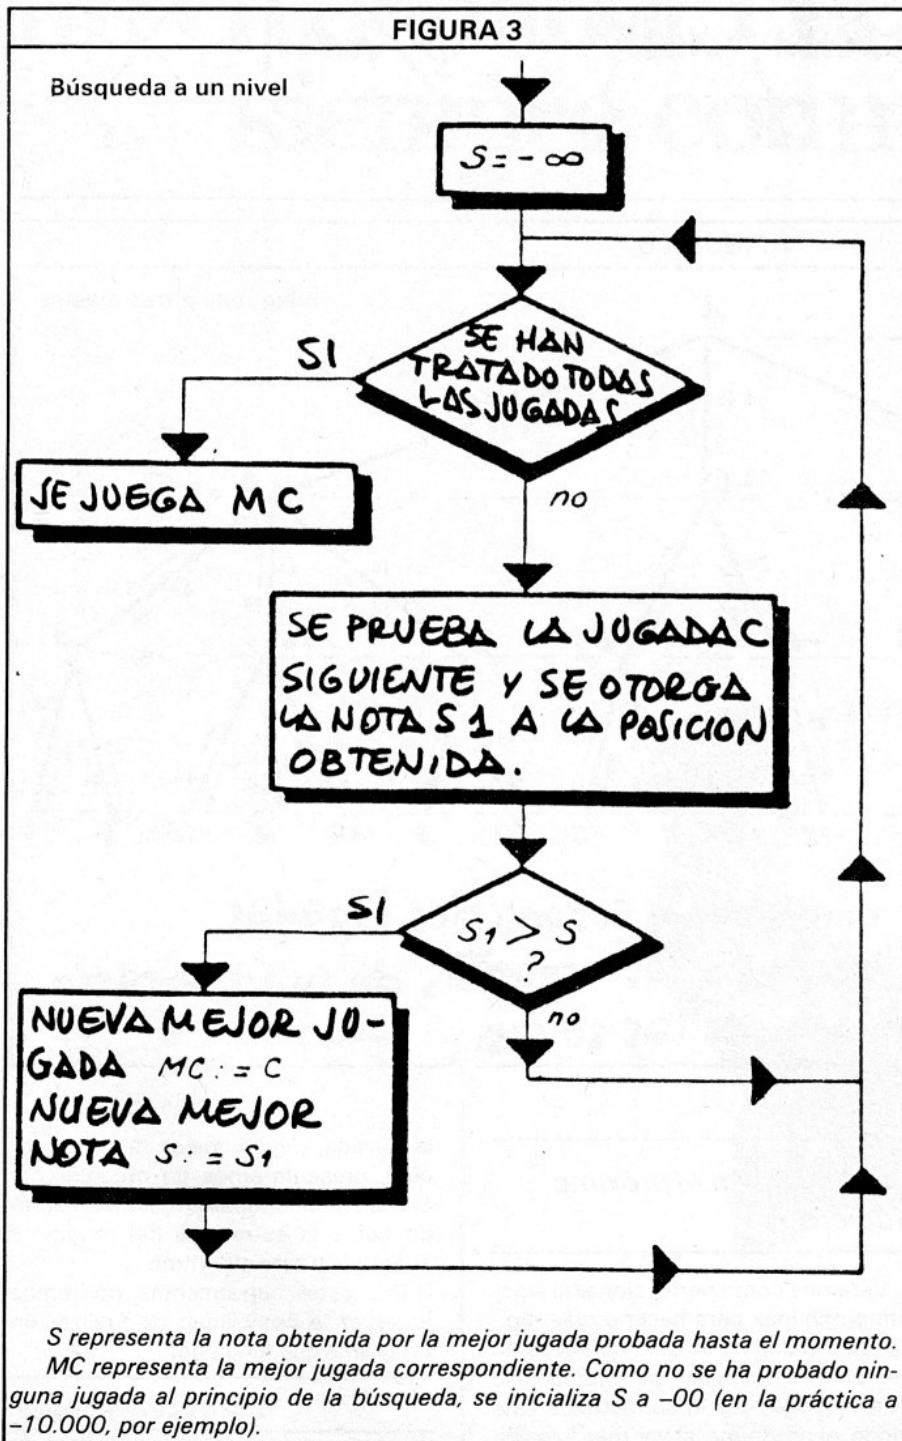 FIGURA 3
Búsqueda a un nivel
S = - ∞
SE HAN
TRATADO TODAS
LAS JUGADAS
SI
SE JUEGA MC
no
SE PRUEBA LA JUGADA C
SIGUIENTE Y SE OTORGA
LA NOTA S1 A LA POSICION
OBTENIDA.
S1 > S
?
SI
no
NUEVA MEJOR JU-
GADA MC := C
NUEVA MEJOR
NOTA S := S1
S representa la nota obtenida por la mejor jugada probada hasta el momento.
MC representa la mejor jugada correspondiente. Como no se ha probado nin-
guna jugada al principio de la búsqueda, se inicializa S a –00 (en la práctica a
–10.000, por ejemplo).